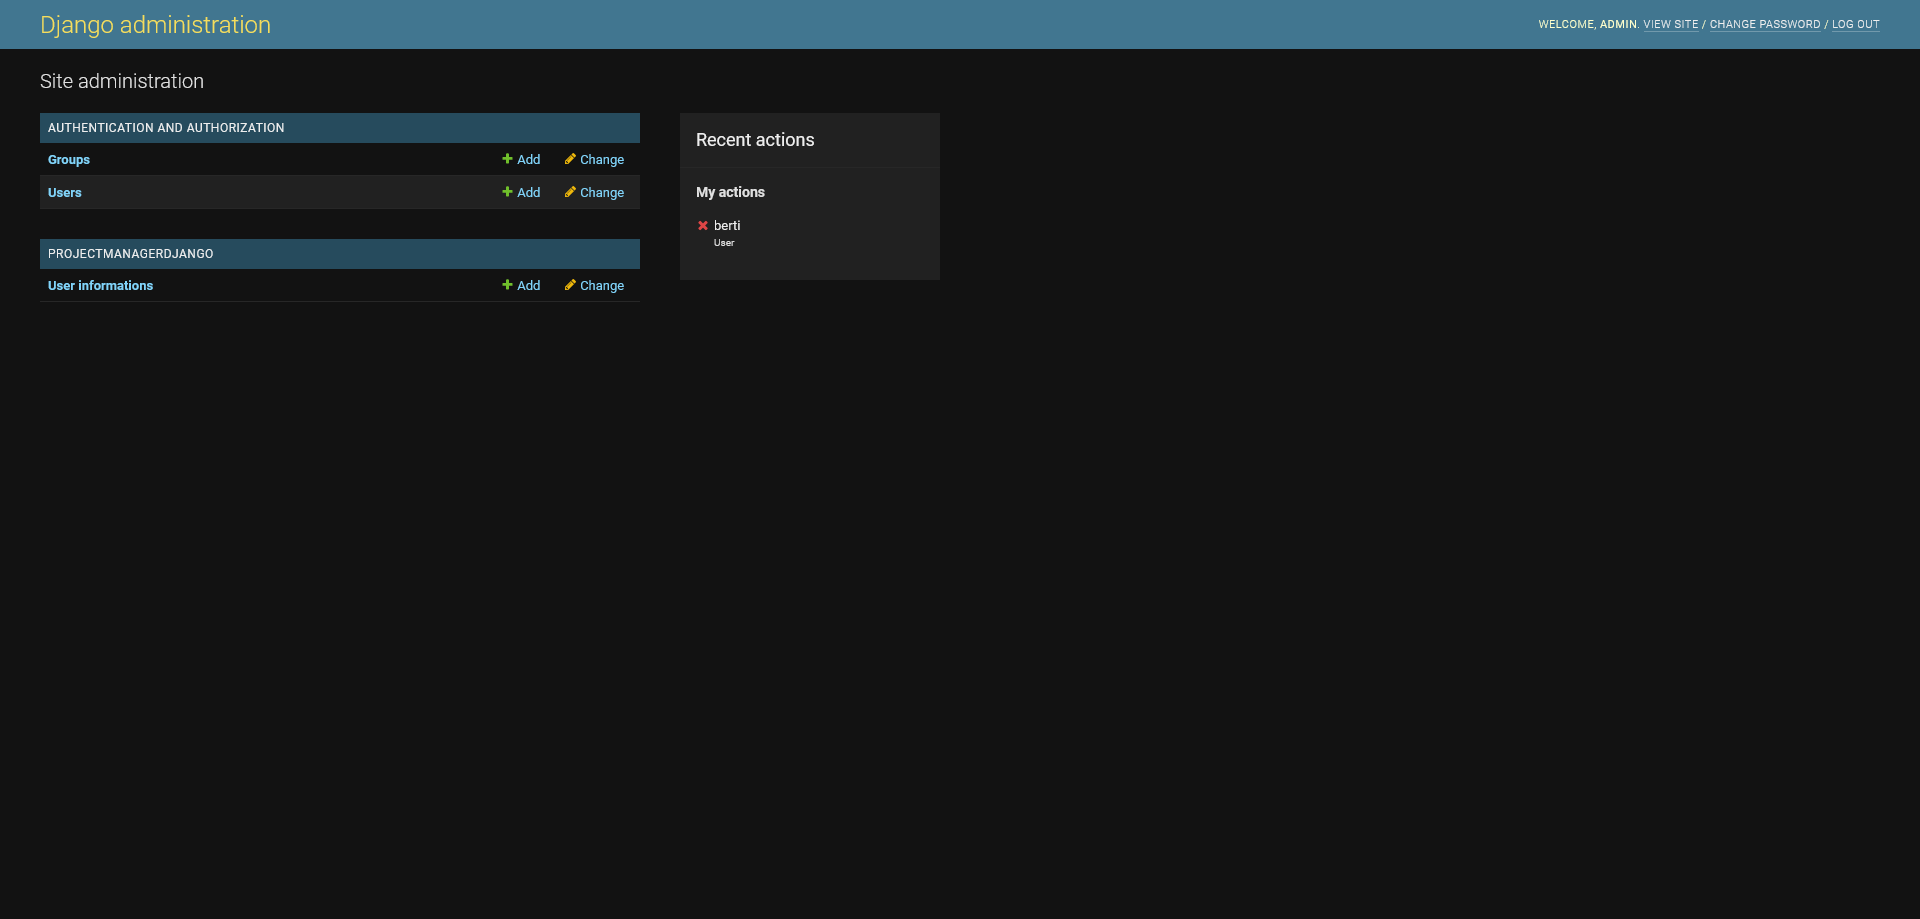 Django administration
WELCOME, ADMIN. VIEW SITE / CHANGE PASSWORD / LOG OUT
Site administration
AUTHENTICATION AND AUTHORIZATION
Groups Add Change
Users Add Change
PROJECTMANAGERDJANGO
User informations Add Change
Recent actions
My actions
berti
User